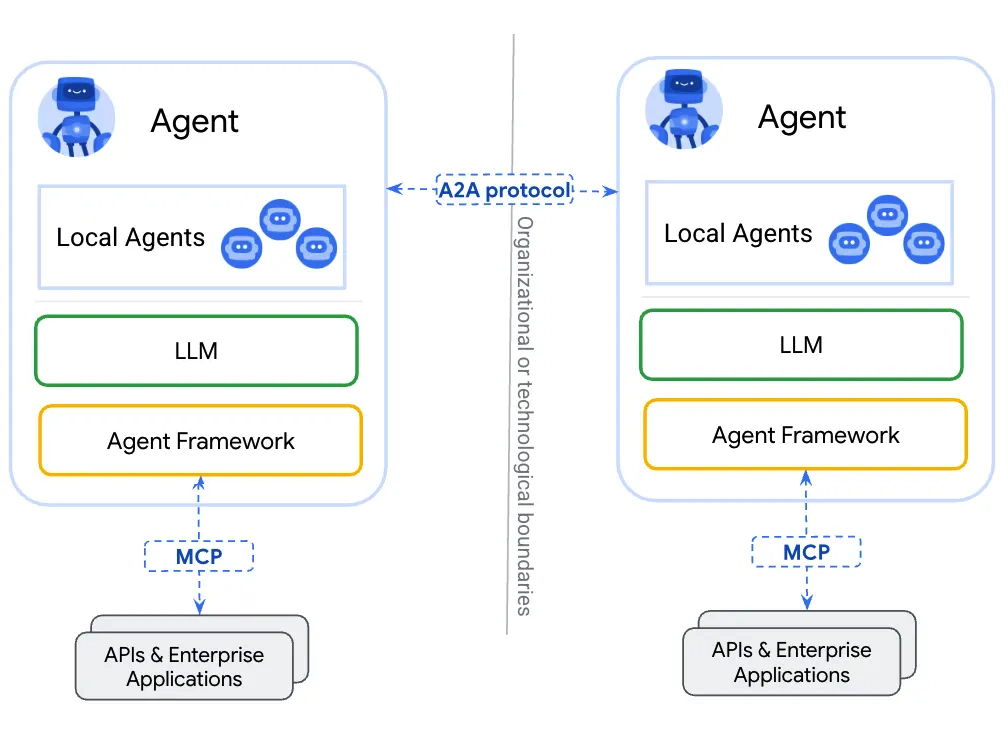 Agent
Local Agents
LLM
Agent Framework
MCP
APIs & Enterprise
Applications
A2A protocol
Organizational or technological boundaries
Agent
Local Agents
LLM
Agent Framework
MCP
APIs & Enterprise
Applications